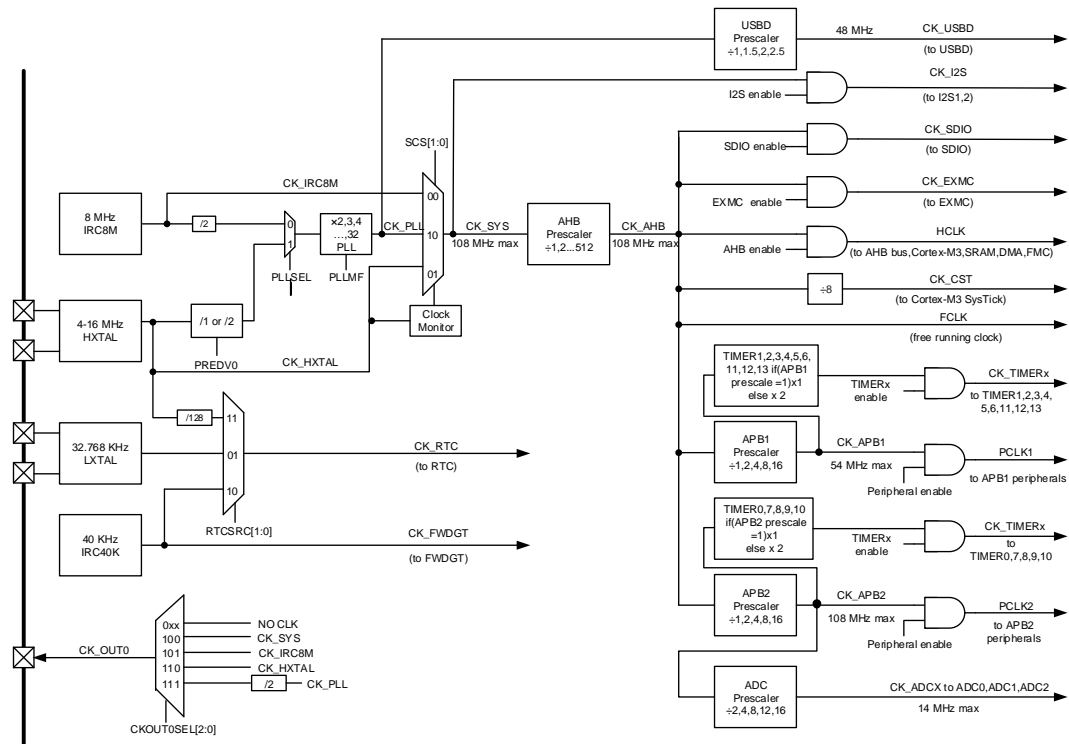 USBD
Prescaler
÷1,1.5,2,2.5
48 MHz
CK_USBD
(to USBD)
CK_I2S
I2S enable
(to I2S1,2)
SCS[1:0]
CK_SDIO
SDIO enable
(to SDIO)
CK_IRC8M
CK_EXMC
EXMC enable
(to EXMC)
8 MHz
IRC8M
/2
00
0
1
×2,3,4
…,32
PLL
CK_PLL
10
CK_SYS
108 MHz max
AHB
Prescaler
÷1,2...512
CK_AHB
108 MHz max
HCLK
AHB enable
(to AHB bus,Cortex-M3,SRAM,DMA,FMC)
01
PLLSEL
PLLMF
÷8
CK_CST
(to Cortex-M3 SysTick)
4-16 MHz
HXTAL
/1 or /2
Clock
Monitor
FCLK
(free running clock)
PREDV0
CK_HXTAL
TIMER1,2,3,4,5,6,
11,12,13 if(APB1
prescale =1)x1
else x 2
TIMERx
enable
CK_TIMERx
to TIMER1,2,3,4,
5,6,11,12,13
/128
11
32.768 KHz
LXTAL
01
CK_RTC
(to RTC)
APB1
Prescaler
÷1,2,4,8,16
CK_APB1
54 MHz max
PCLK1
to APB1 peripherals
Peripheral enable
10
RTCSRC[1:0]
40 KHz
IRC40K
CK_FWDGT
(to FWDGT)
TIMER0,7,8,9,10
if(APB2 prescale
=1)x1
else x 2
TIMERx
enable
CK_TIMERx
to
TIMER0,7,8,9,10
APB2
Prescaler
÷1,2,4,8,16
CK_APB2
108 MHz max
PCLK2
to APB2
peripherals
Peripheral enable
CK_OUT0
0xx
NO CLK
100
CK_SYS
101
CK_IRC8M
110
CK_HXTAL
111
/2
CK_PLL
CKOUT0SEL[2:0]
ADC
Prescaler
÷2,4,8,12,16
CK_ADCX to ADC0,ADC1,ADC2
14 MHz max